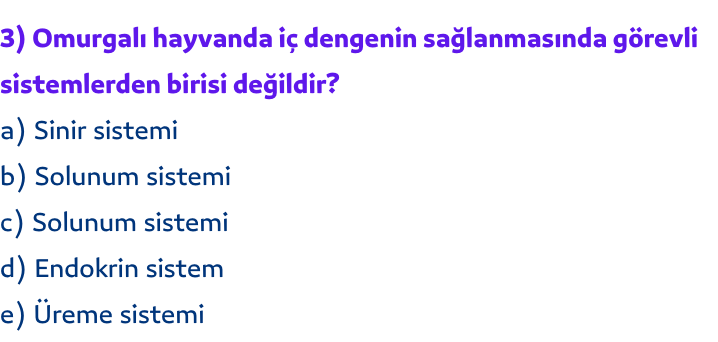 3) Omurgalı hayvanda iç dengenin sağlanmasında görevli
sistemlerden birisi değildir?
a) Sinir sistemi
b) Solunum sistemi
c) Solunum sistemi
d) Endokrin sistem
e) Üreme sistemi